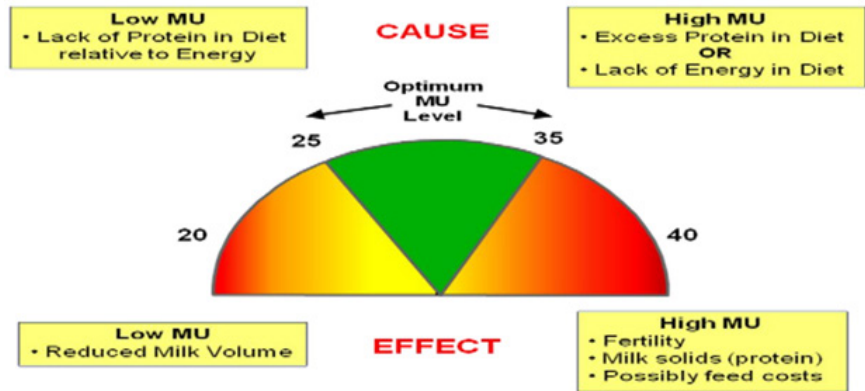 Low MU
• Lack of Protein in Diet
relative to Energy
CAUSE
High MU
• Excess Protein in Diet
OR
• Lack of Energy in Diet
Optimum
MU
Level
25
35
20
40
Low MU
• Reduced Milk Volume
EFFECT
High MU
• Fertility
• Milk solids (protein)
• Possibly feed costs